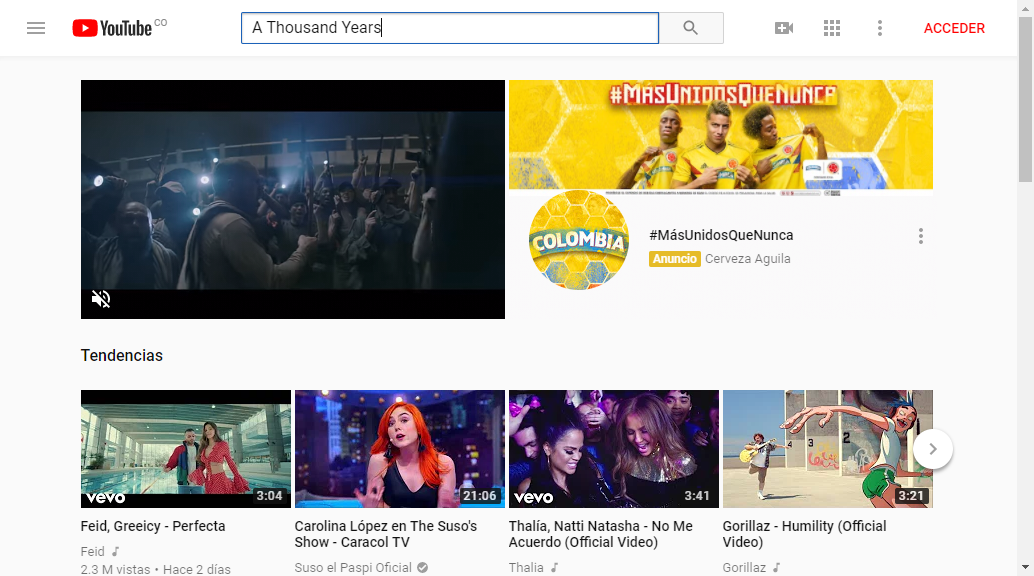 YouTube CO
A Thousand Years
ACCEDER
#MÁSUNIDOSQUENUNCA
COLOMBIA
#MásUnidosQueNunca
Anuncio Cerveza Aguila
Tendencias
vevo 3:04
21:06
vevo 3:41
4 3 2
3:21
Feid, Greeicy - Perfecta
Feid
2.3 M vistas • Hace 2 días
Carolina López en The Suso's
Show - Caracol TV
Suso el Paspi Oficial
Thalía, Natti Natasha - No Me
Acuerdo (Official Video)
Thalia
Gorillaz - Humility (Official
Video)
Gorillaz